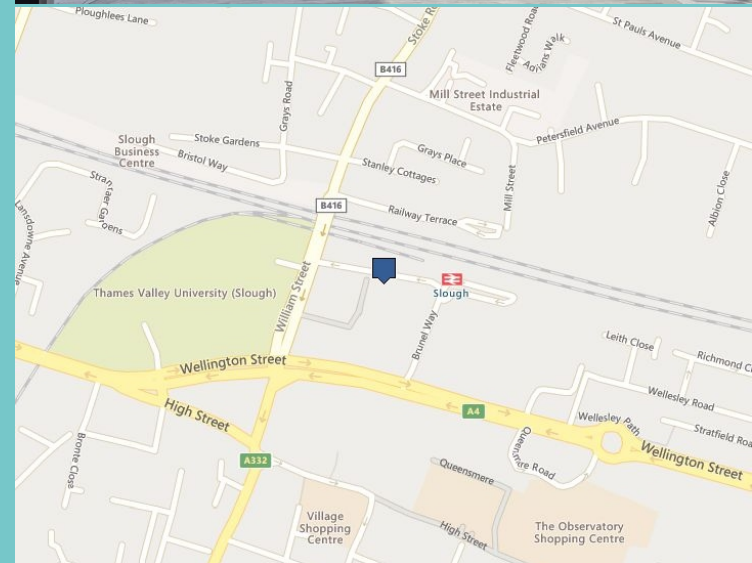 Ploughlees Lane
Stoke Ro
Fleetwood Road
Adrians Walk
St Pauls Avenue
B416
Mill Street Industrial
Estate
Grays Road
Petersfield Avenue
Slough
Business
Centre
Stoke Gardens
Bristol Way
Grays Place
Stanley Cottages
Mill Street
Albion Close
Stranraer Gardens
Lansdowne Avenue
B416
Railway Terrace
Thames Valley University (Slough)
William Street
Slough
Brunel Way
Leith Close
Richmond C
Wellington Street
Wellesley Road
High Street
A4
Wellesley Path
Stratfield Roa
Bronte Close
A332
Queensmere Road
Wellington Street
Queensmere
Village
Shopping
Centre
High Street
The Observatory
Shopping Centre